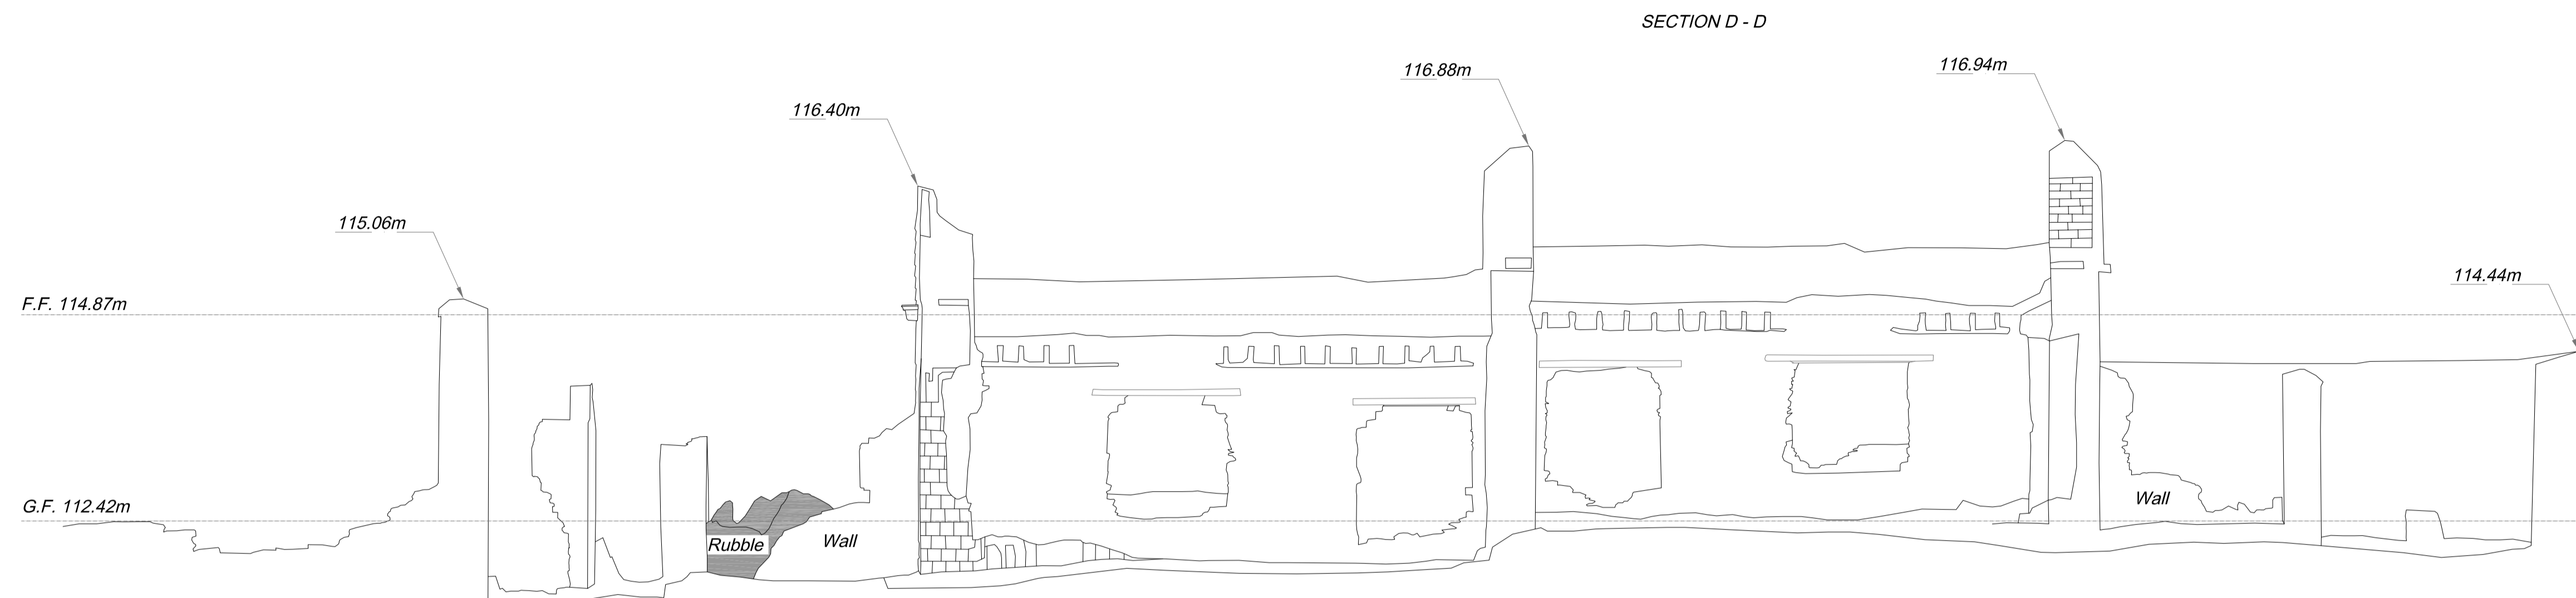 SECTION D - D
116.94m
116.88m
116.40m
115.06m
114.44m
F.F. 114.87m
Wall
G.F. 112.42m
Wall
Rubble